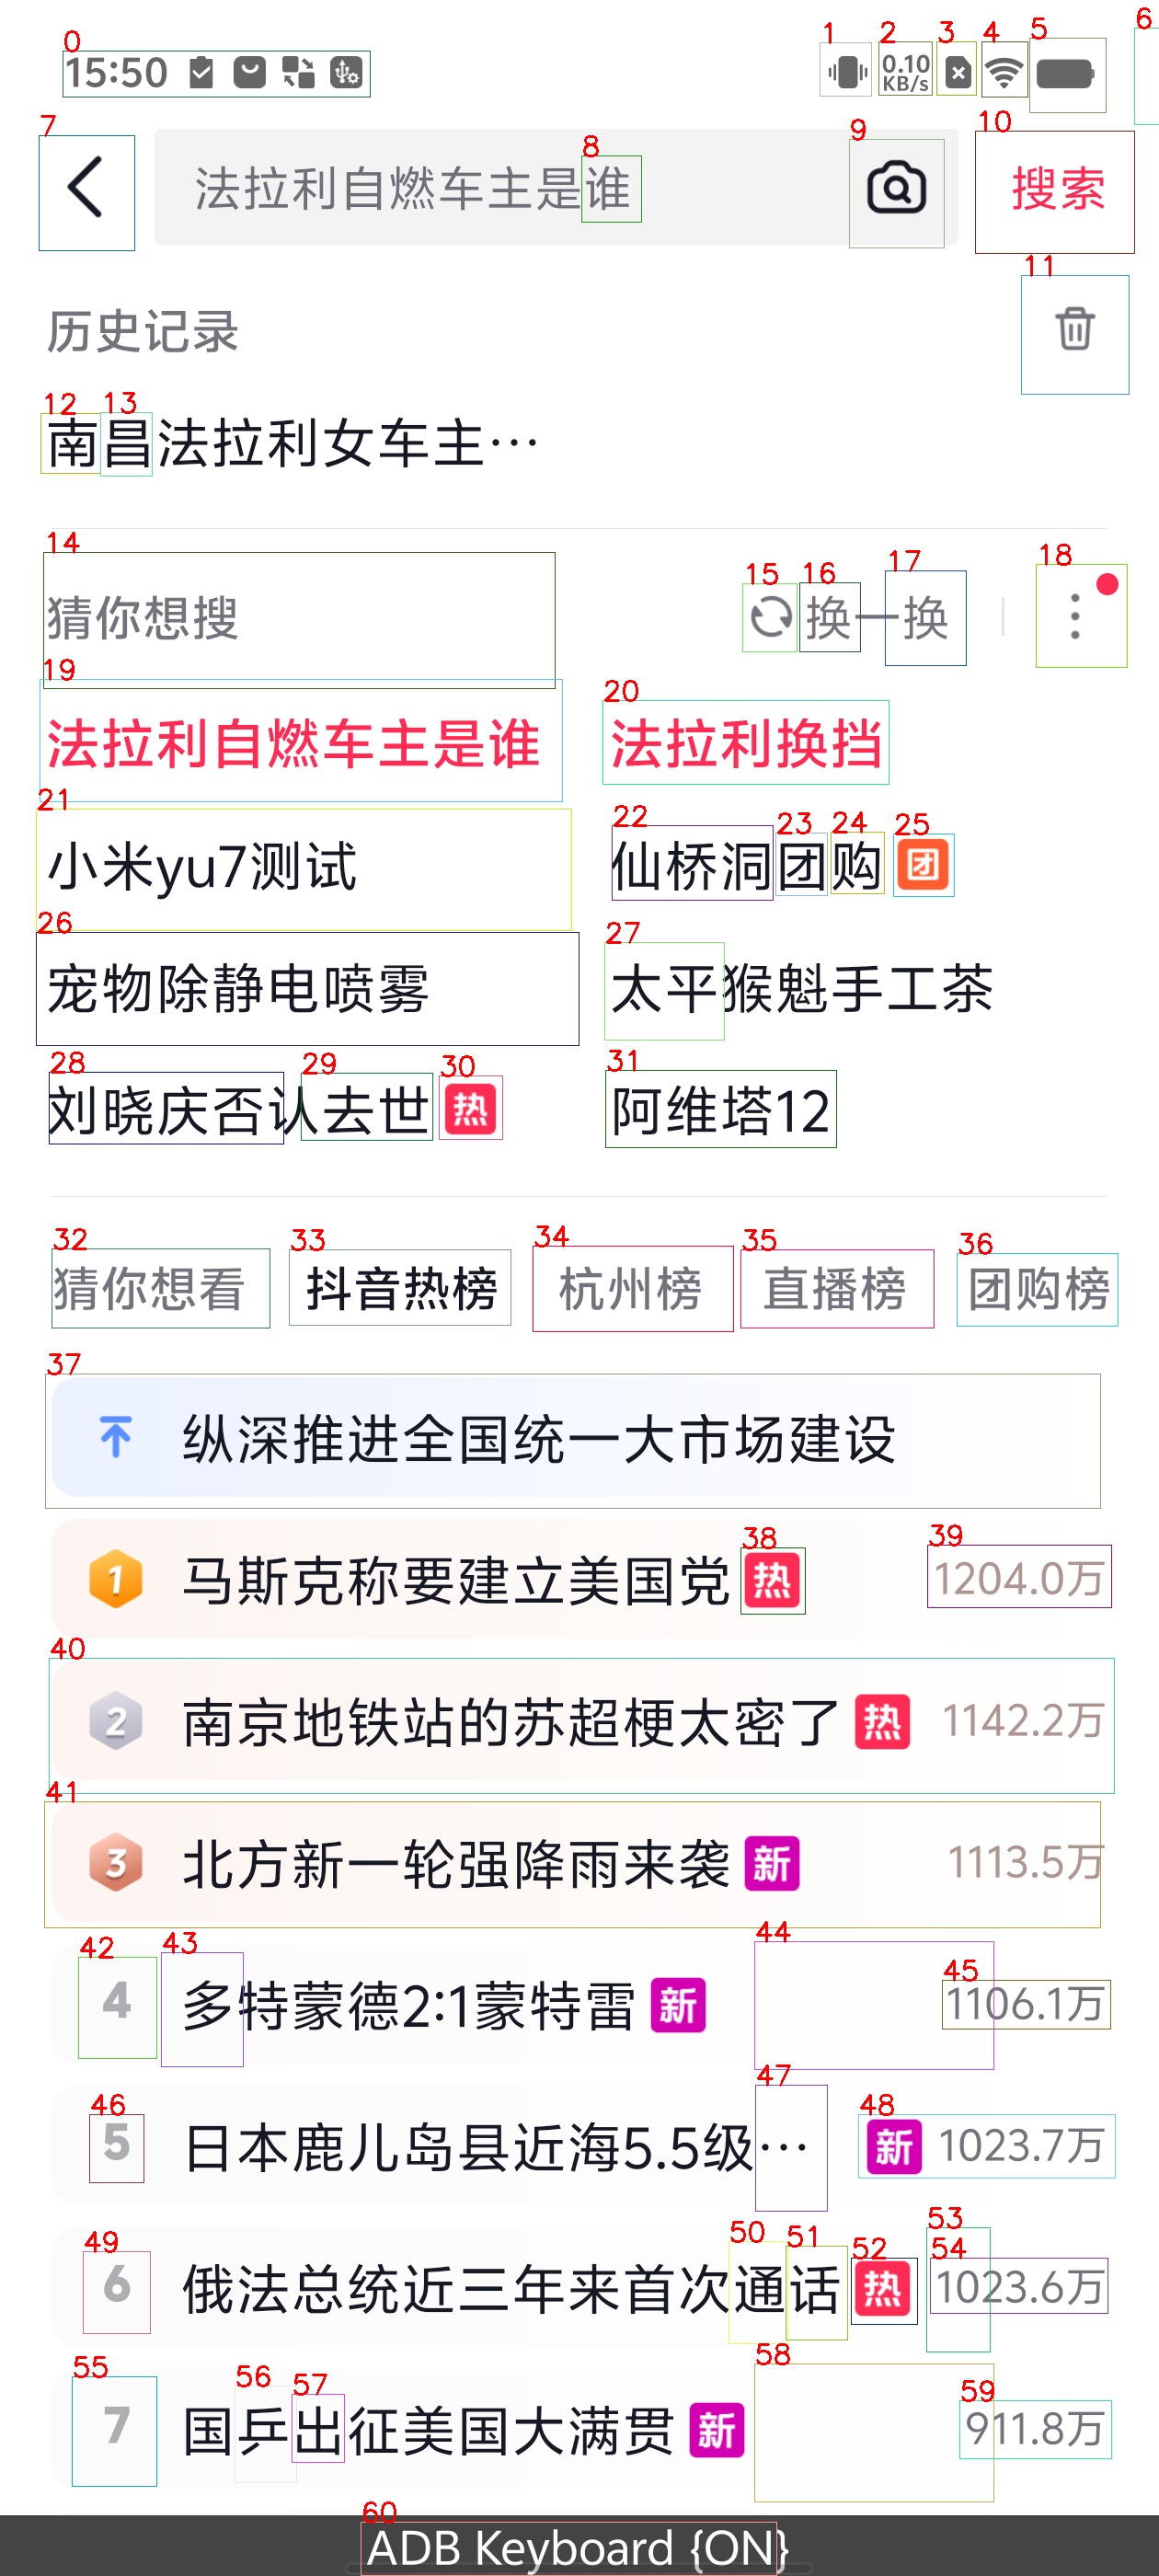 15:50
0.10 KB/s
法拉利自燃车主是谁
搜索
历史记录
南昌法拉利女车主…
猜你想搜
换一换
法拉利自燃车主是谁 法拉利换挡
小米yu7测试 仙桥洞团购 团
宠物除静电喷雾 太平猴魁手工茶
刘晓庆否认去世 热 阿维塔12
猜你想看 抖音热榜 杭州榜 直播榜 团购榜
纵深推进全国统一大市场建设
1 马斯克称要建立美国党 热 1204.0万
2 南京地铁站的苏超梗太密了 热 1142.2万
3 北方新一轮强降雨来袭 新 1113.5万
4 多特蒙德2:1蒙特雷 新 1106.1万
5 日本鹿儿岛县近海5.5级… 新 1023.7万
6 俄法总统近三年来首次通话 热 1023.6万
7 国乒出征美国大满贯 新 911.8万
ADB Keyboard {ON}